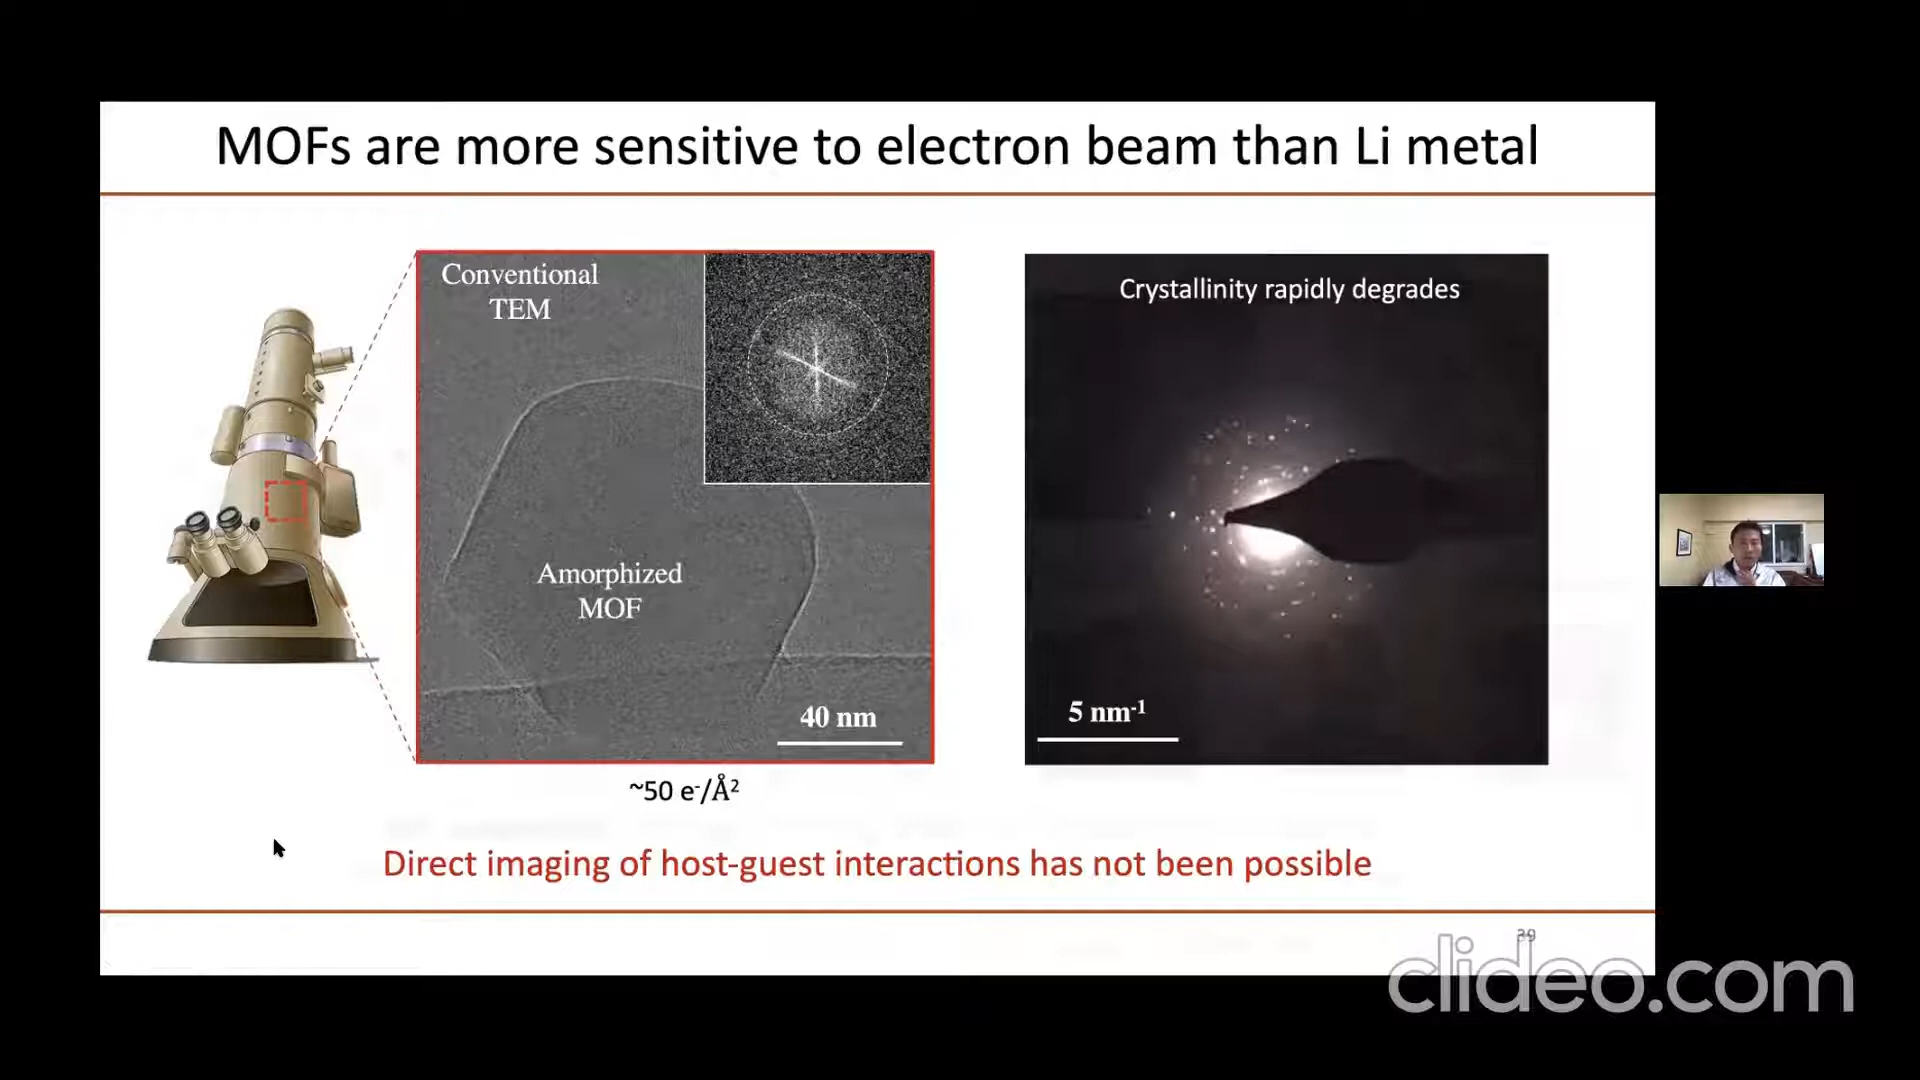 MOFs are more sensitive to electron beam than Li metal
Conventional
TEM
Amorphized
MOF
40 nm
~50 e⁻/Å²
Crystallinity rapidly degrades
5 nm⁻¹
Direct imaging of host-guest interactions has not been possible
39
clideo.com